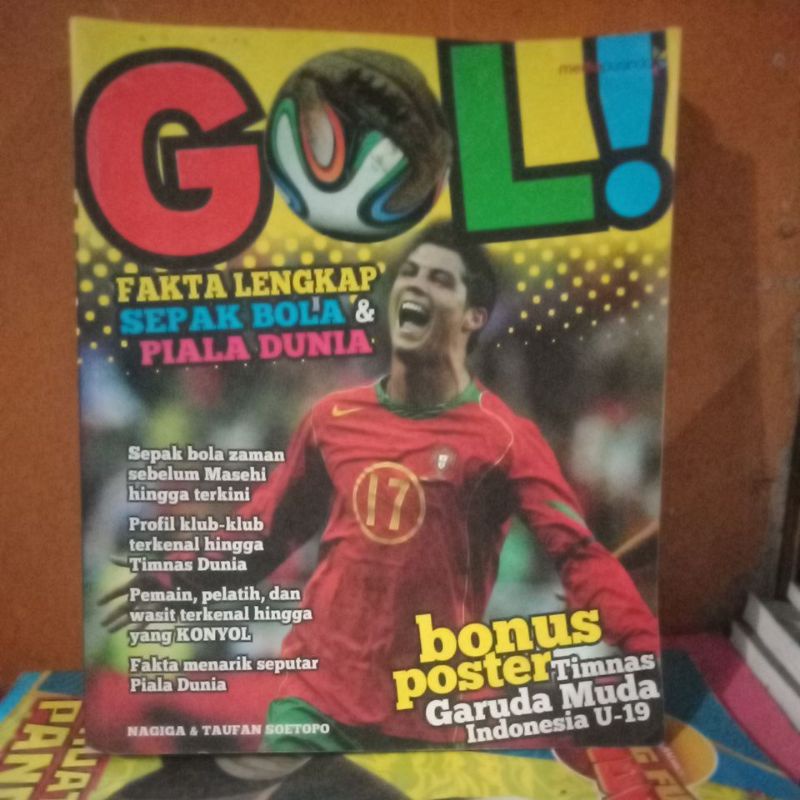 GOL!
FAKTA LENGKAP
SEPAK BOLA &
PIALA DUNIA
Sepak bola zaman
sebelum Masehi
hingga terkini
Profil klub-klub
terkenal hingga
Timnas Dunia
Pemain, pelatih, dan
wasit terkenal hingga
yang KONYOL
Fakta menarik seputar
Piala Dunia
NAGIGA & TAUFAN SOETOPO
17
bonus
poster Timnas
Garuda Muda
Indonesia U-19